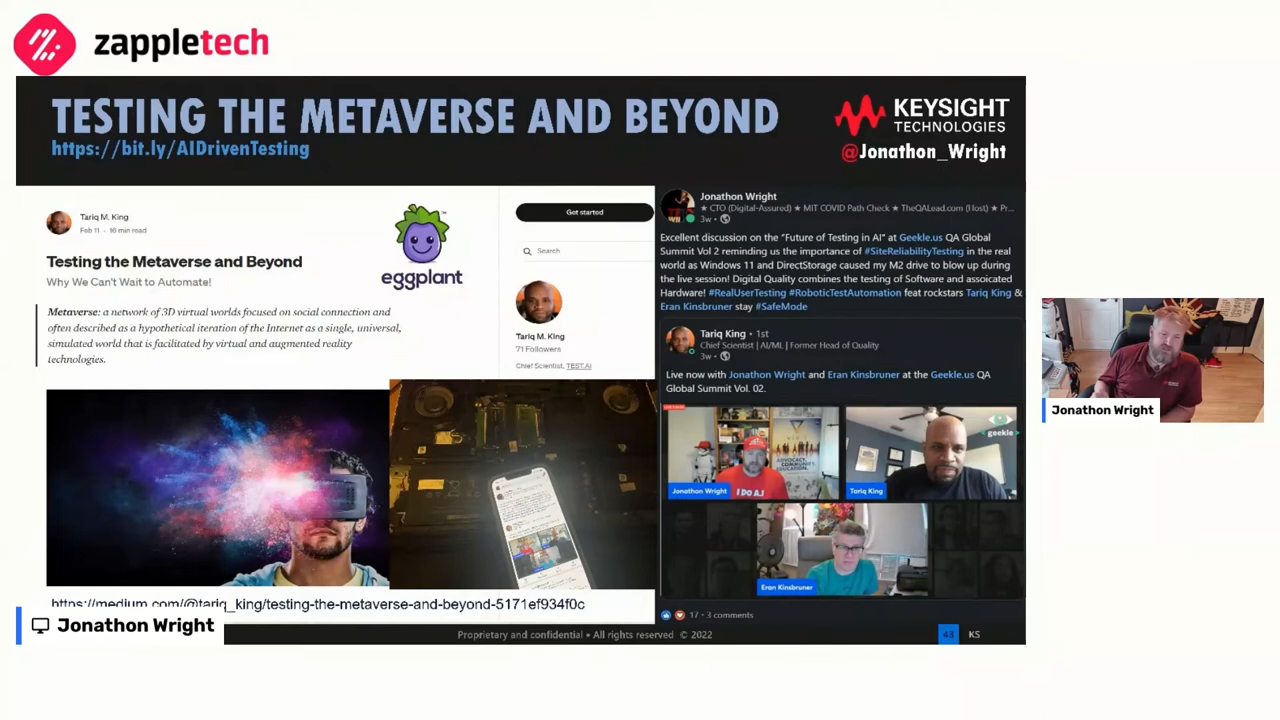 zappletech
TESTING THE METAVERSE AND BEYOND
https://bit.ly/AIDrivenTesting
KEYSIGHT
TECHNOLOGIES
@Jonathon_Wright
Tariq M. King
Feb 11 · 16 min read
Testing the Metaverse and Beyond
Why We Can't Wait to Automate!
eggplant
Metaverse: a network of 3D virtual worlds focused on social connection and
often described as a hypothetical iteration of the Internet as a single, universal,
simulated world that is facilitated by virtual and augmented reality
technologies.
Get started
Search
Tariq M. King
71 Followers
Chief Scientist, TEST.AI
Jonathon Wright
★ CTO (Digital-Assured) ★ MIT COVID Path Check ★ TheQALead.com (Host) ★ Pr...
3w •
Excellent discussion on the "Future of Testing in AI" at Geekle.us QA Global
Summit Vol 2 reminding us the importance of #SiteReliabilityTesting in the real
world as Windows 11 and DirectStorage caused my M2 drive to blow up during
the live session! Digital Quality combines the testing of Software and assoicated
Hardware! #RealUserTesting #RoboticTestAutomation feat rockstars Tariq King &
Eran Kinsbruner stay #SafeMode
Tariq King • 1st
Chief Scientist | AI/ML | Former Head of Quality
3w •
Live now with Jonathon Wright and Eran Kinsbruner at the Geekle.us QA
Global Summit Vol. 02.
ADVOCACY,
COMMUNITY,
EDUCATION.
I DO A.I
geekle
Jonathon Wright
Tariq King
Eran Kinsbruner
17 • 3 comments
https://medium.com/@tariq_king/testing-the-metaverse-and-beyond-5171ef934f0c
Jonathon Wright
Proprietary and confidential • All rights reserved © 2022
43
KS
Jonathon Wright